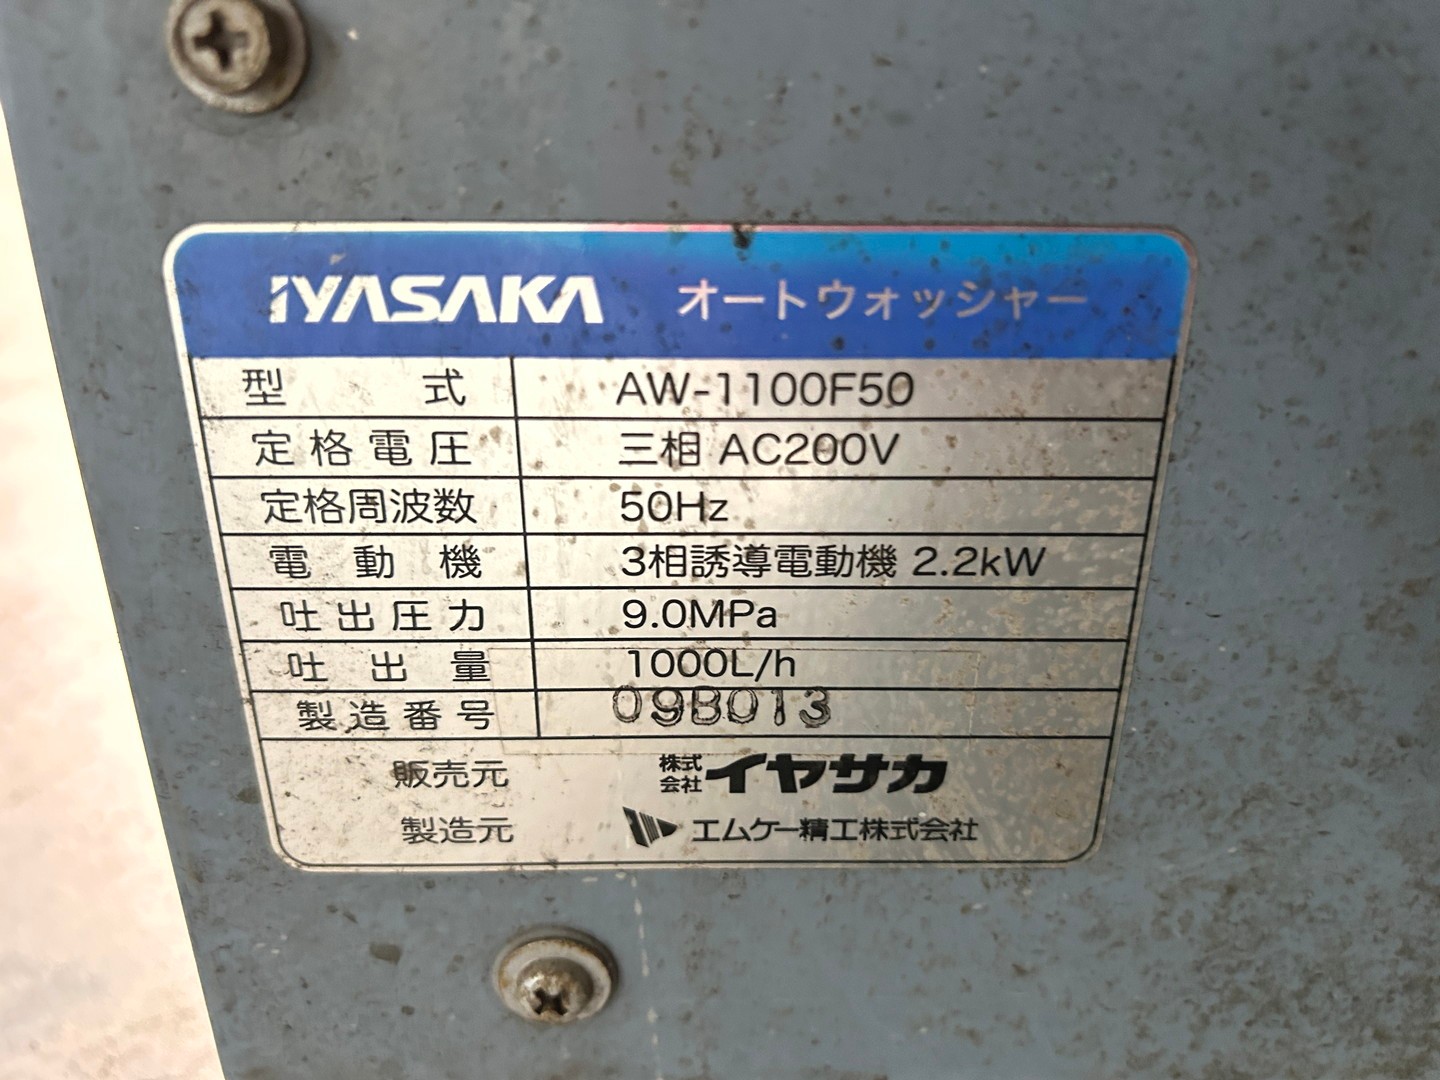 IYASAKA オートウォッシャー
型式 AW-1100F50
定格電圧 三相 AC200V
定格周波数 50Hz
電動機 3相誘導電動機 2.2kW
吐出圧力 9.0MPa
吐出量 1000L/h
製造番号 09B013
販売元 株式会社イヤサカ
製造元 エムケー精工株式会社